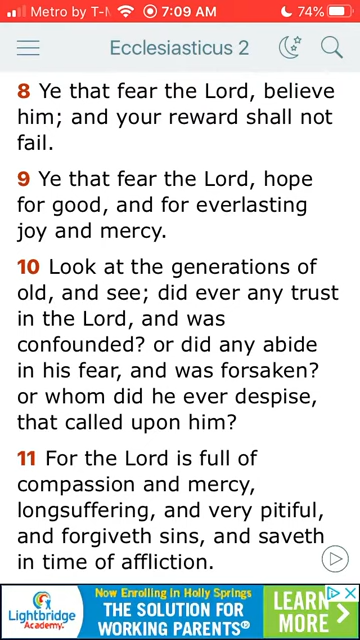 Metro by T-M 7:09 AM 74%
Ecclesiasticus 2
8 Ye that fear the Lord, believe
him; and your reward shall not
fail.
9 Ye that fear the Lord, hope
for good, and for everlasting
joy and mercy.
10 Look at the generations of
old, and see; did ever any trust
in the Lord, and was
confounded? or did any abide
in his fear, and was forsaken?
or whom did he ever despise,
that called upon him?
11 For the Lord is full of
compassion and mercy,
longsuffering, and very pitiful,
and forgiveth sins, and saveth
in time of affliction.
Lightbridge
Academy
Now Enrolling in Holly Springs
THE SOLUTION FOR
WORKING PARENTS®
LEARN
MORE